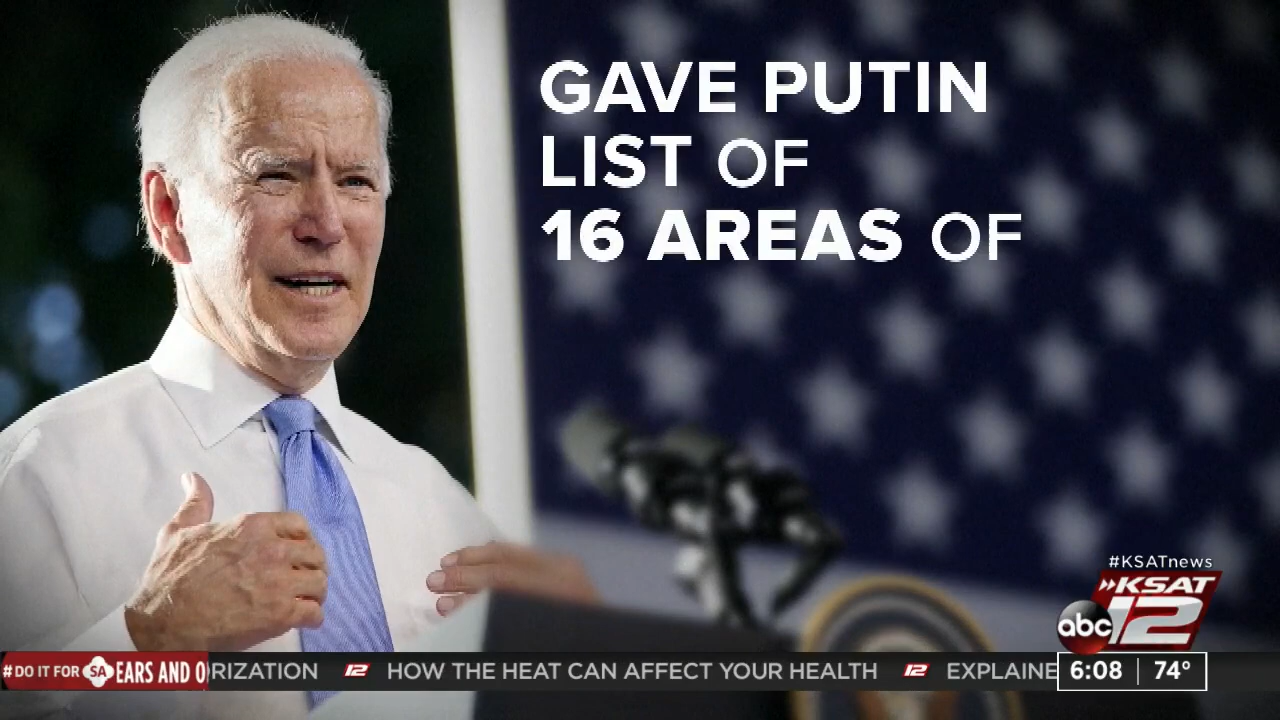 GAVE PUTIN
LIST OF
16 AREAS OF
#KSATnews
»KSAT
abc 12
#DO IT FOR SA EARS AND O RIZATION 12 HOW THE HEAT CAN AFFECT YOUR HEALTH 12 EXPLAINE 6:08 74°